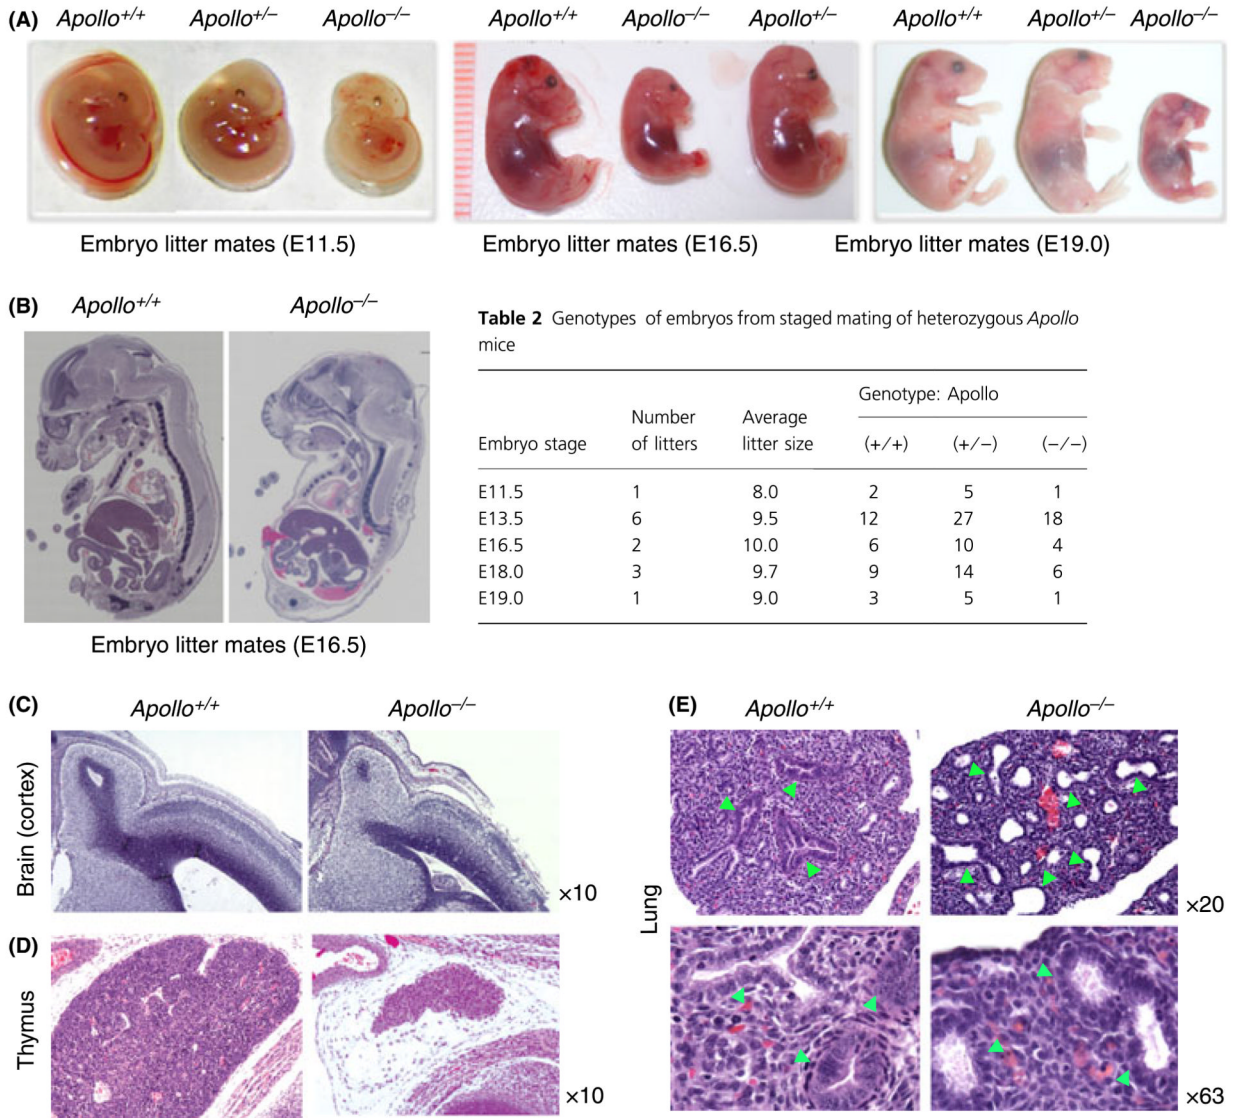 (A) Apollo+/+ Apollo+/– Apollo–/– Apollo+/+ Apollo–/– Apollo+/– Apollo+/+ Apollo+/– Apollo–/–
Embryo litter mates (E11.5) Embryo litter mates (E16.5) Embryo litter mates (E19.0)
(B) Apollo+/+ Apollo–/–
Embryo litter mates (E16.5)
Table 2 Genotypes of embryos from staged mating of heterozygous Apollo
mice
Genotype: Apollo
Number Average
Embryo stage of litters litter size (+/+) (+/−) (−/−)
E11.5 1 8.0 2 5 1
E13.5 6 9.5 12 27 18
E16.5 2 10.0 6 10 4
E18.0 3 9.7 9 14 6
E19.0 1 9.0 3 5 1
(C) Apollo+/+ Apollo–/–
Brain (cortex)
×10
(D)
Thymus
×10
(E) Apollo+/+ Apollo–/–
Lung
×20
×63